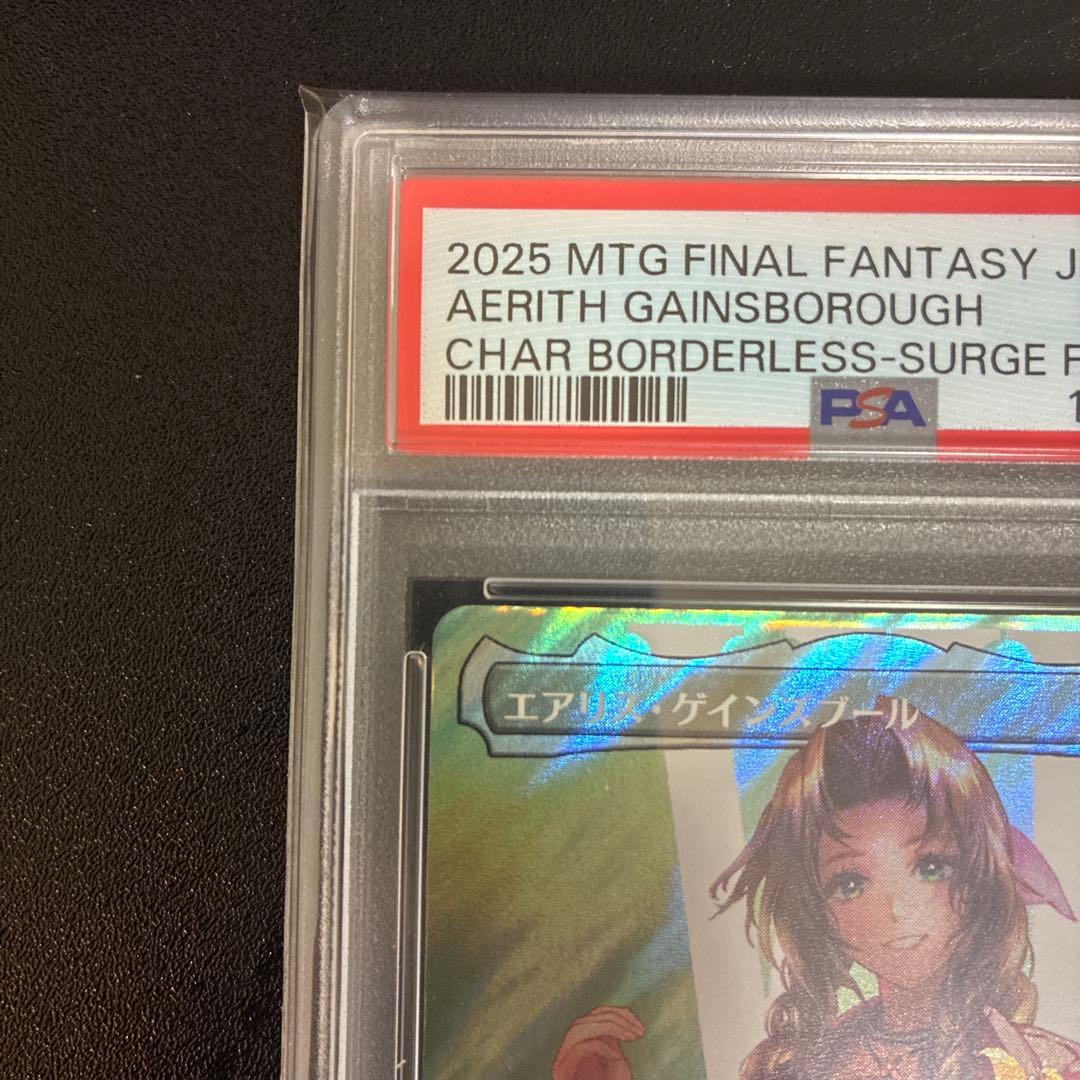 2025 MTG FINAL FANTASY J
AERITH GAINSBOROUGH
CHAR BORDERLESS-SURGE F
PSA
1
エアリス・ゲインズブール